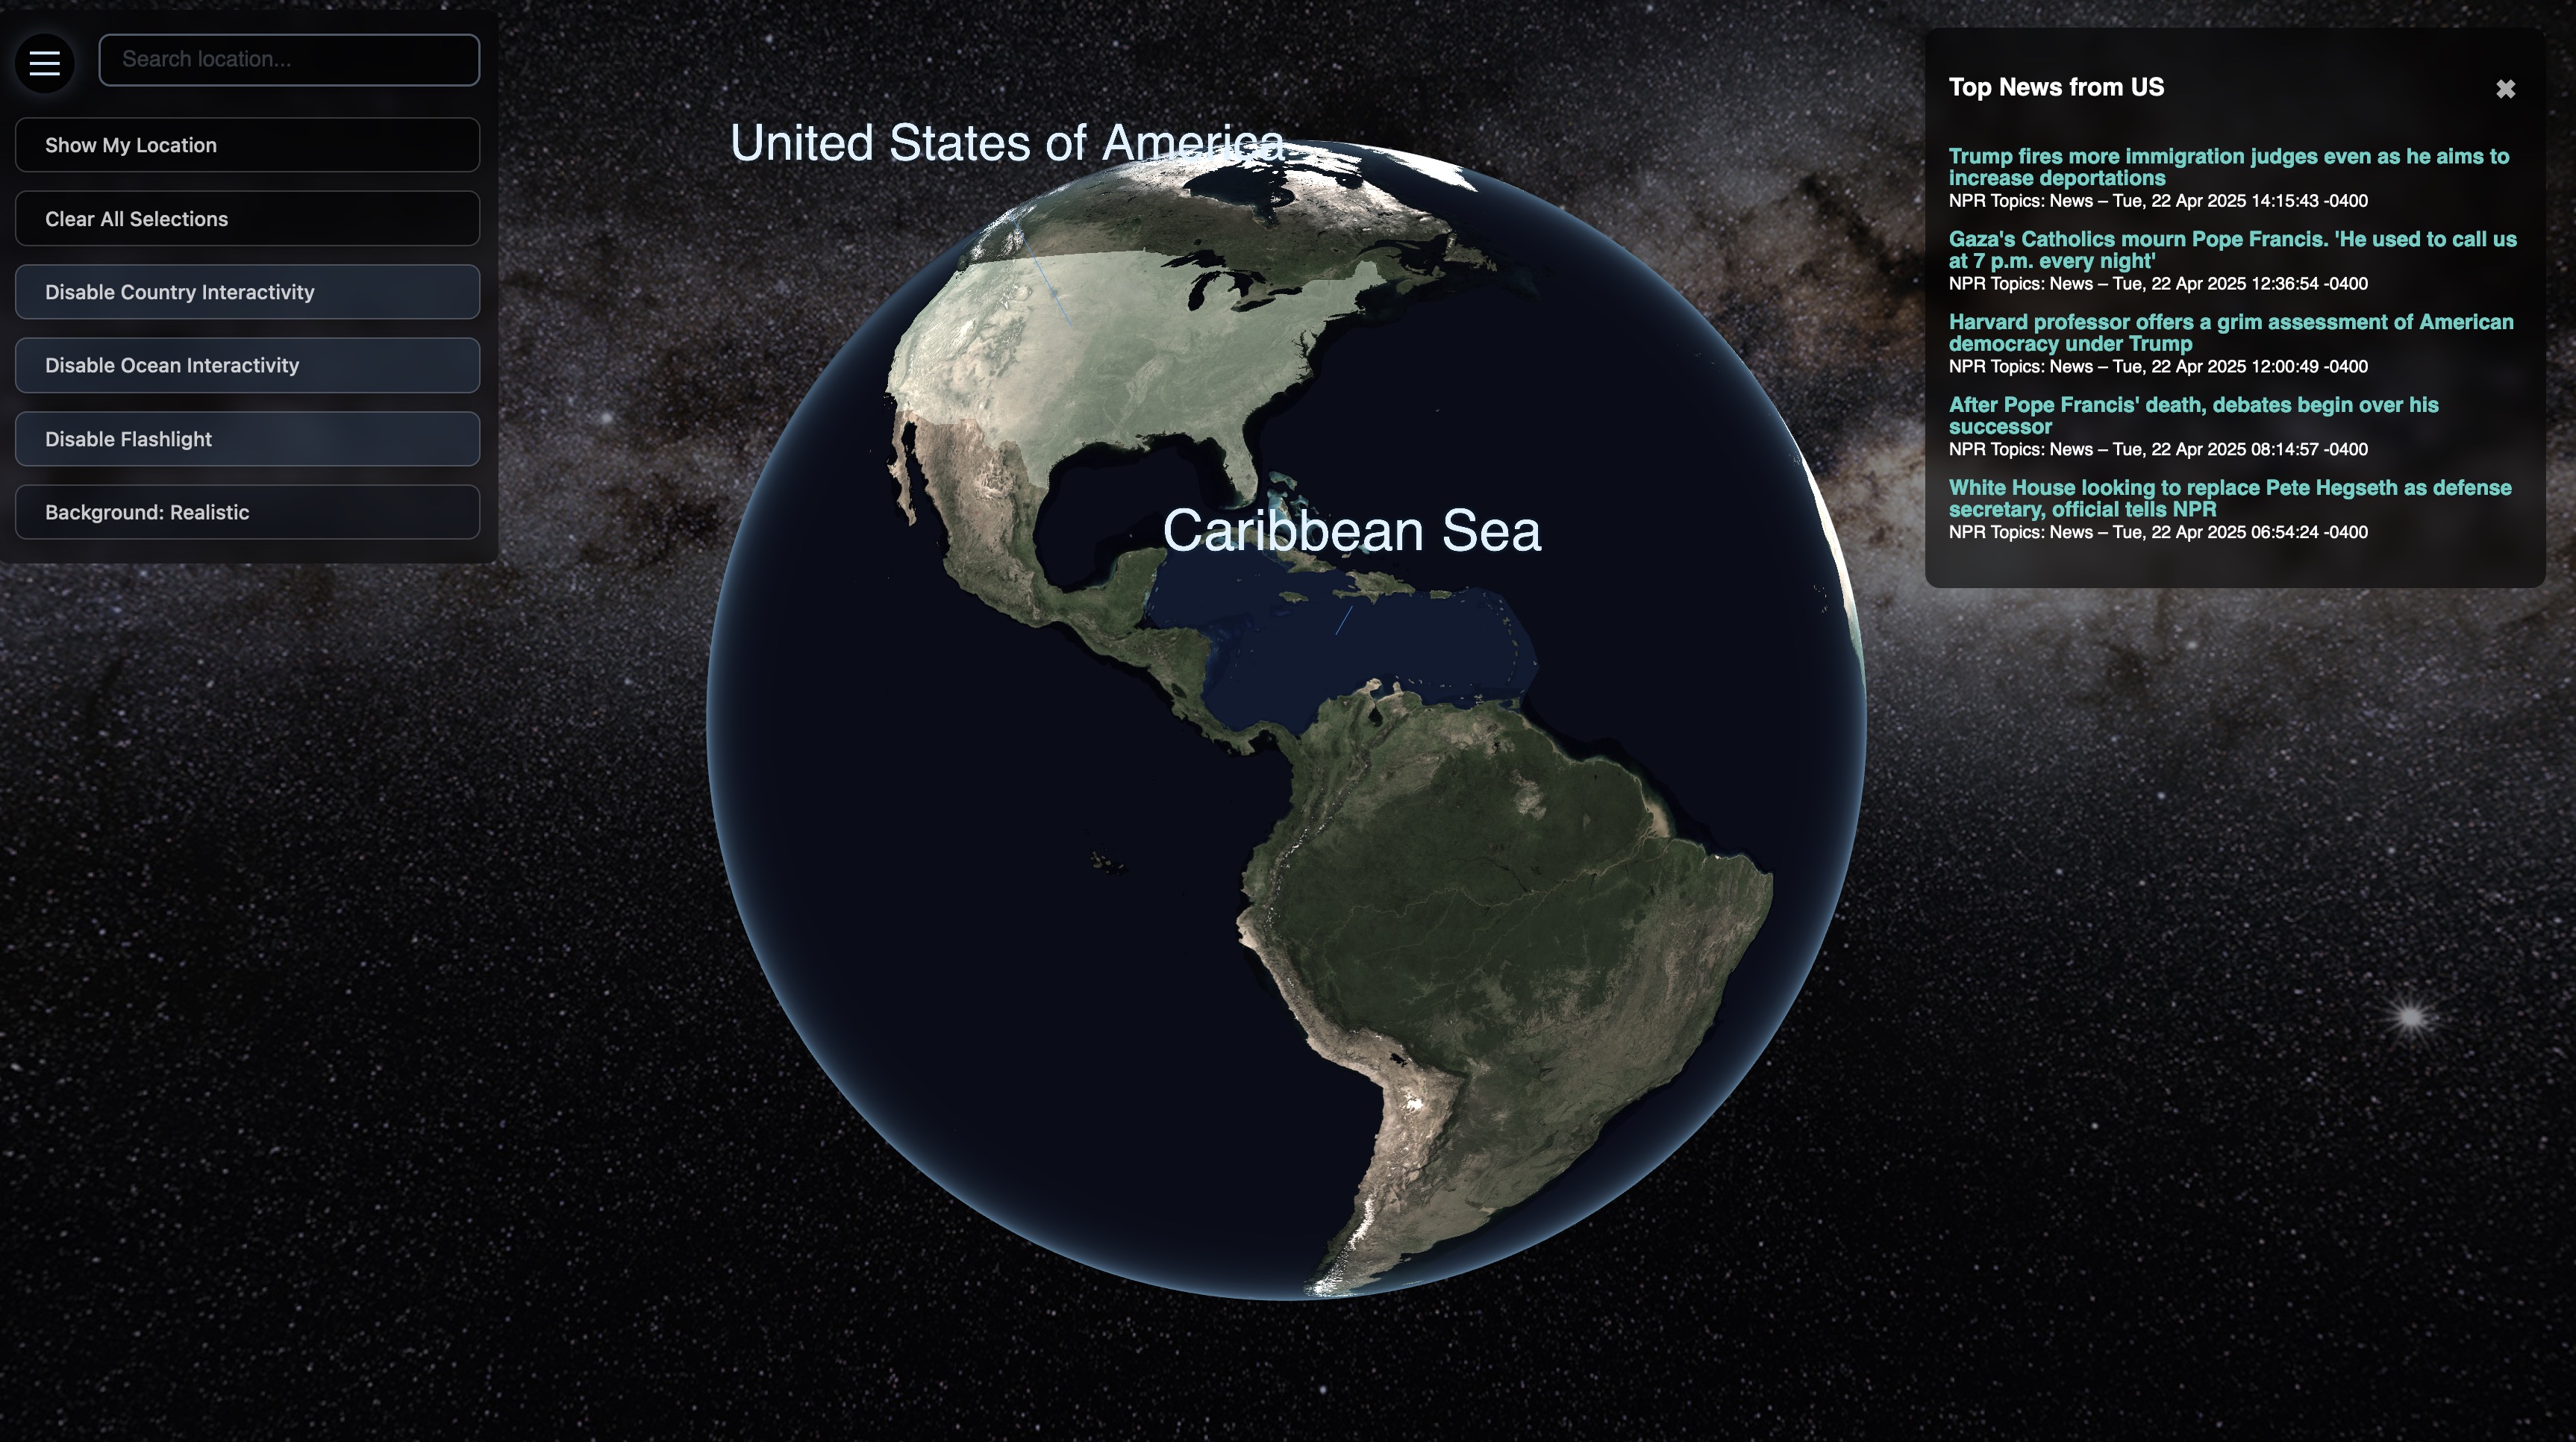 Search location...
Show My Location
Clear All Selections
Disable Country Interactivity
Disable Ocean Interactivity
Disable Flashlight
Background: Realistic
United States of America
Caribbean Sea
Top News from US
✖
Trump fires more immigration judges even as he aims to
increase deportations
NPR Topics: News – Tue, 22 Apr 2025 14:15:43 -0400
Gaza's Catholics mourn Pope Francis. 'He used to call us
at 7 p.m. every night'
NPR Topics: News – Tue, 22 Apr 2025 12:36:54 -0400
Harvard professor offers a grim assessment of American
democracy under Trump
NPR Topics: News – Tue, 22 Apr 2025 12:00:49 -0400
After Pope Francis' death, debates begin over his
successor
NPR Topics: News – Tue, 22 Apr 2025 08:14:57 -0400
White House looking to replace Pete Hegseth as defense
secretary, official tells NPR
NPR Topics: News – Tue, 22 Apr 2025 06:54:24 -0400